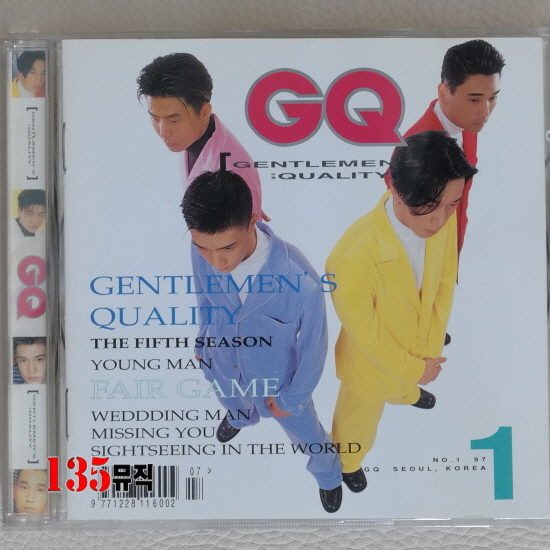 GQ
[GENTLEMEN
:QUALITY
GENTLEMEN'S
QUALITY
THE FIFTH SEASON
YOUNG MAN
FAIR GAME
WEDDDING MAN
MISSING YOU
SIGHTSEEING IN THE WORLD
1
NO.1 97
GQ SEOUL, KOREA
07 >
9 771228 116002
135뮤직
GQ